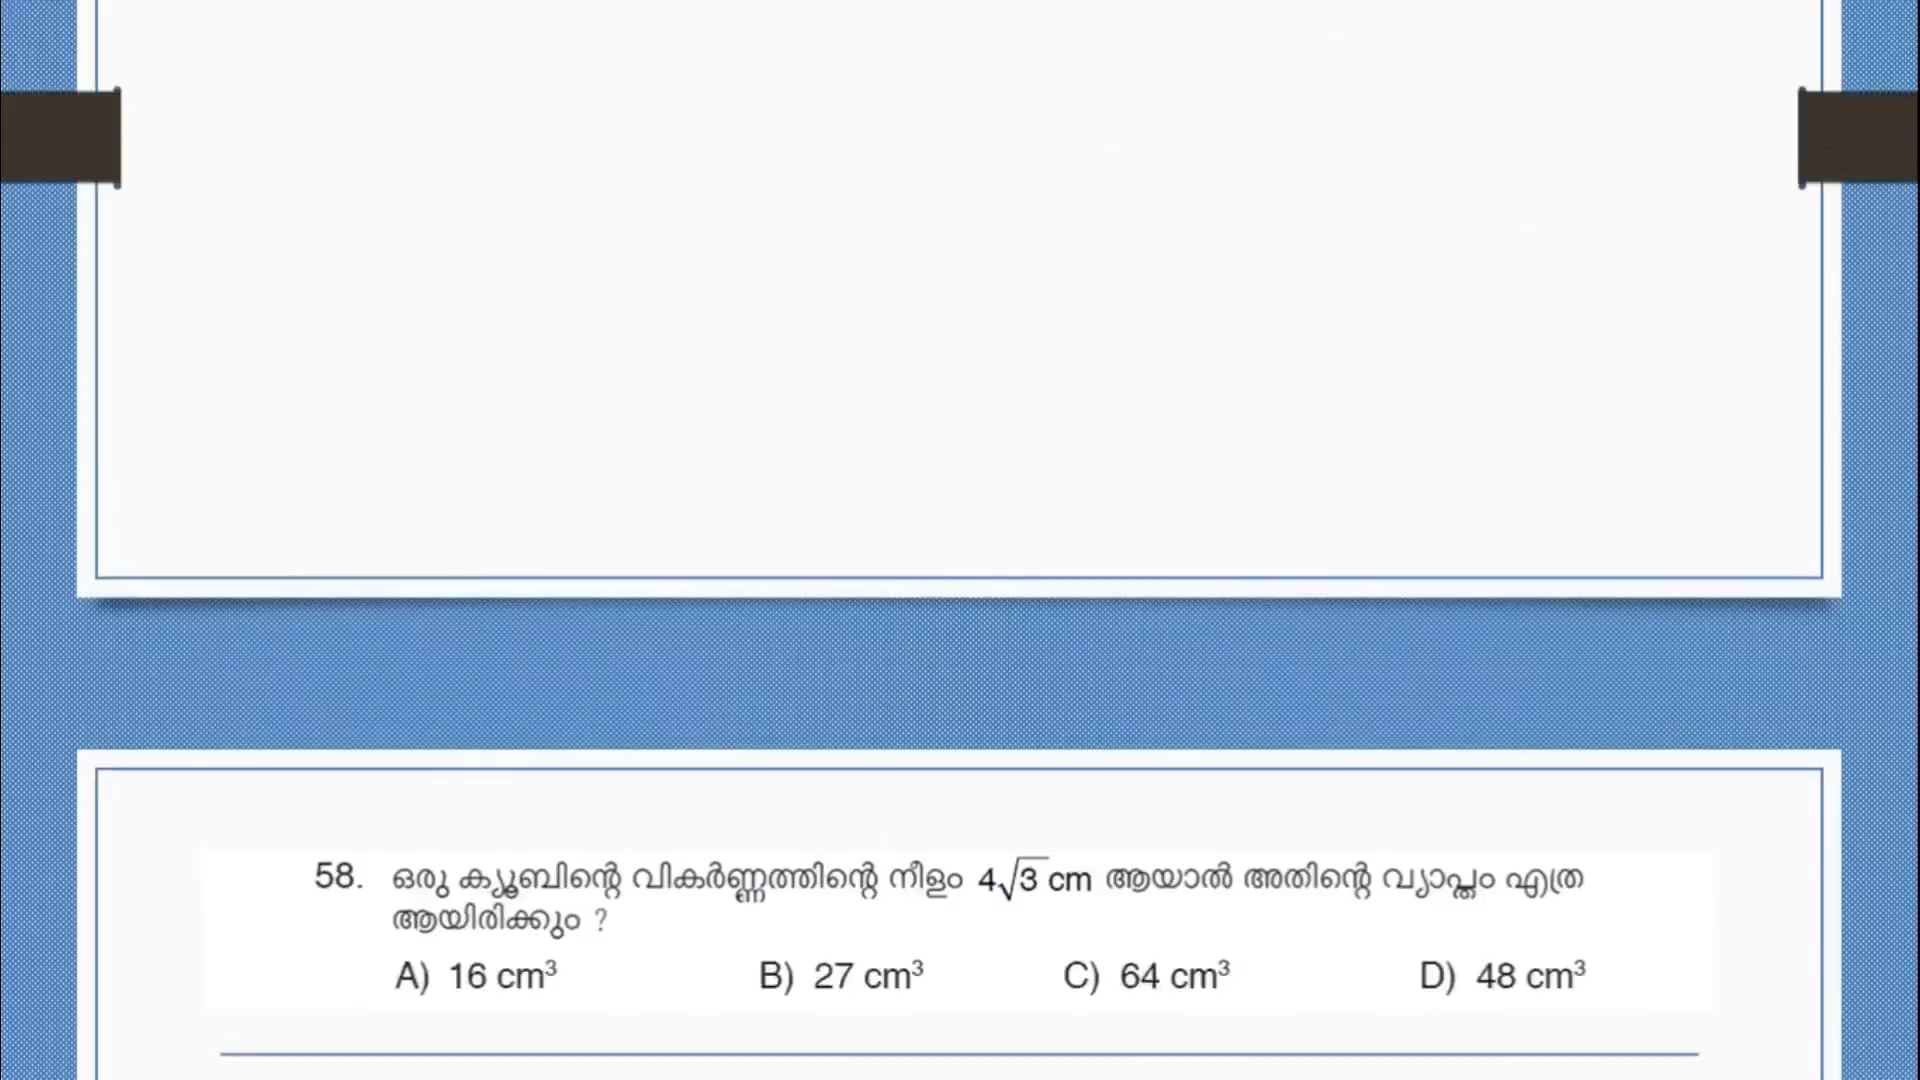 58. ഒരു ക്യൂബിന്റെ വികർണ്ണത്തിന്റെ നീളം 4√3 cm ആയാൽ അതിന്റെ വ്യാപ്തം എത്ര
ആയിരിക്കും ?
A) 16 cm³ B) 27 cm³ C) 64 cm³ D) 48 cm³